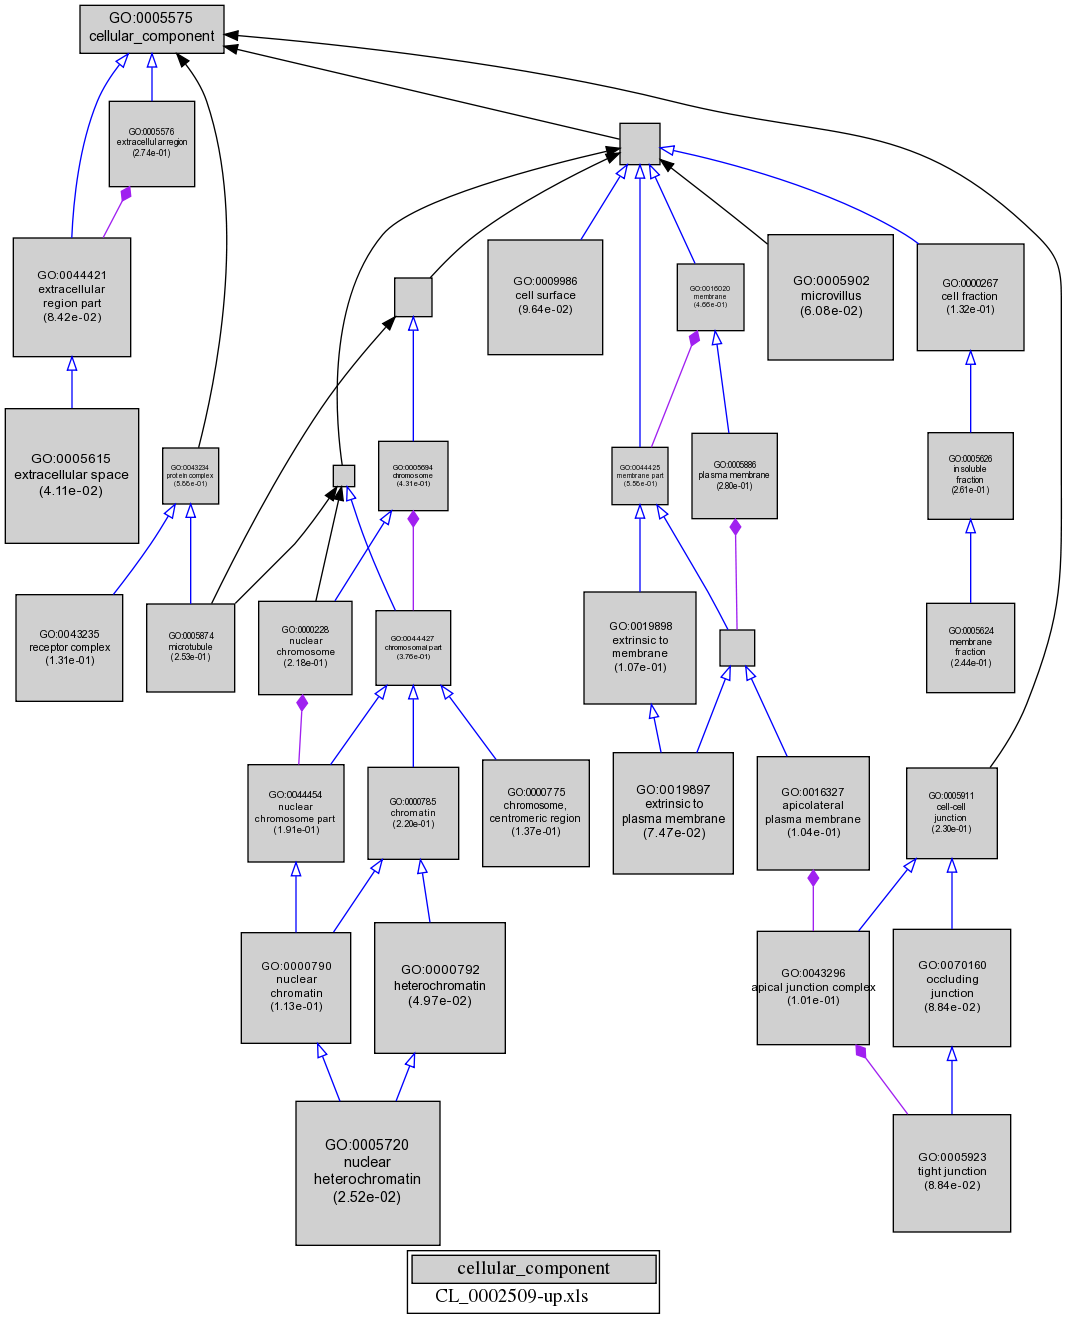 GO:0005575
cellular_component
GO:0005576
extracellular region
(2.74e-01)
GO:0044421
extracellular
region part
(8.42e-02)
GO:0009986
cell surface
(9.64e-02)
GO:0016020
membrane
(4.66e-01)
GO:0005902
microvillus
(6.08e-02)
GO:0000267
cell fraction
(1.32e-01)
GO:0005615
extracellular space
(4.11e-02)
GO:0043234
protein complex
(5.66e-01)
GO:0005694
chromosome
(4.31e-01)
GO:0044425
membrane part
(5.56e-01)
GO:0005886
plasma membrane
(2.80e-01)
GO:0005626
insoluble
fraction
(2.61e-01)
GO:0043235
receptor complex
(1.31e-01)
GO:0005874
microtubule
(2.53e-01)
GO:0000228
nuclear
chromosome
(2.18e-01)
GO:0044427
chromosomal part
(3.76e-01)
GO:0019898
extrinsic to
membrane
(1.07e-01)
GO:0005624
membrane
fraction
(2.44e-01)
GO:0044454
nuclear
chromosome part
(1.91e-01)
GO:0000785
chromatin
(2.20e-01)
GO:0000775
chromosome,
centromeric region
(1.37e-01)
GO:0019897
extrinsic to
plasma membrane
(7.47e-02)
GO:0016327
apicolateral
plasma membrane
(1.04e-01)
GO:0005911
cell-cell
junction
(2.30e-01)
GO:0000790
nuclear
chromatin
(1.13e-01)
GO:0000792
heterochromatin
(4.97e-02)
GO:0043296
apical junction complex
(1.01e-01)
GO:0070160
occluding
junction
(8.84e-02)
GO:0005720
nuclear
heterochromatin
(2.52e-02)
GO:0005923
tight junction
(8.84e-02)
cellular_component
CL_0002509-up.xls